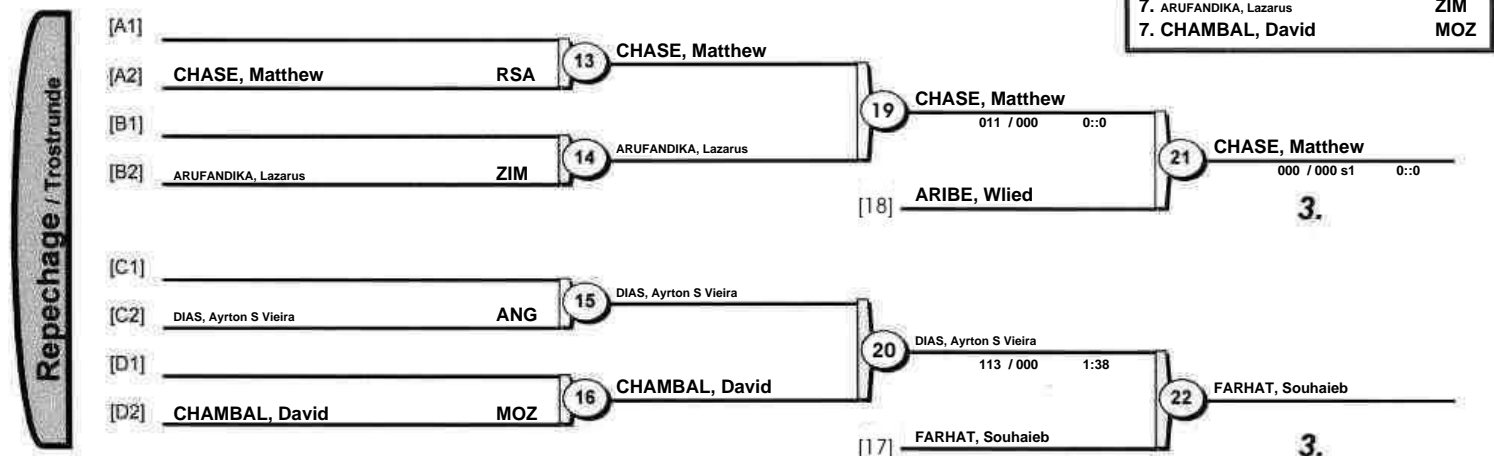 7. ARUFANDIKA, Lazarus ZIM
7. CHAMBAL, David MOZ
Repechage / Trostrunde
[A1]
[A2] CHASE, Matthew RSA
13 CHASE, Matthew
[B1]
[B2] ARUFANDIKA, Lazarus ZIM
14 ARUFANDIKA, Lazarus
19 CHASE, Matthew
011 / 000 0::0
[18] ARIBE, Wlied
21 CHASE, Matthew
000 / 000 s1 0::0
3.
[C1]
[C2] DIAS, Ayrton S Vieira ANG
15 DIAS, Ayrton S Vieira
[D1]
[D2] CHAMBAL, David MOZ
16 CHAMBAL, David
20 DIAS, Ayrton S Vieira
113 / 000 1:38
[17] FARHAT, Souhaieb
22 FARHAT, Souhaieb
3.